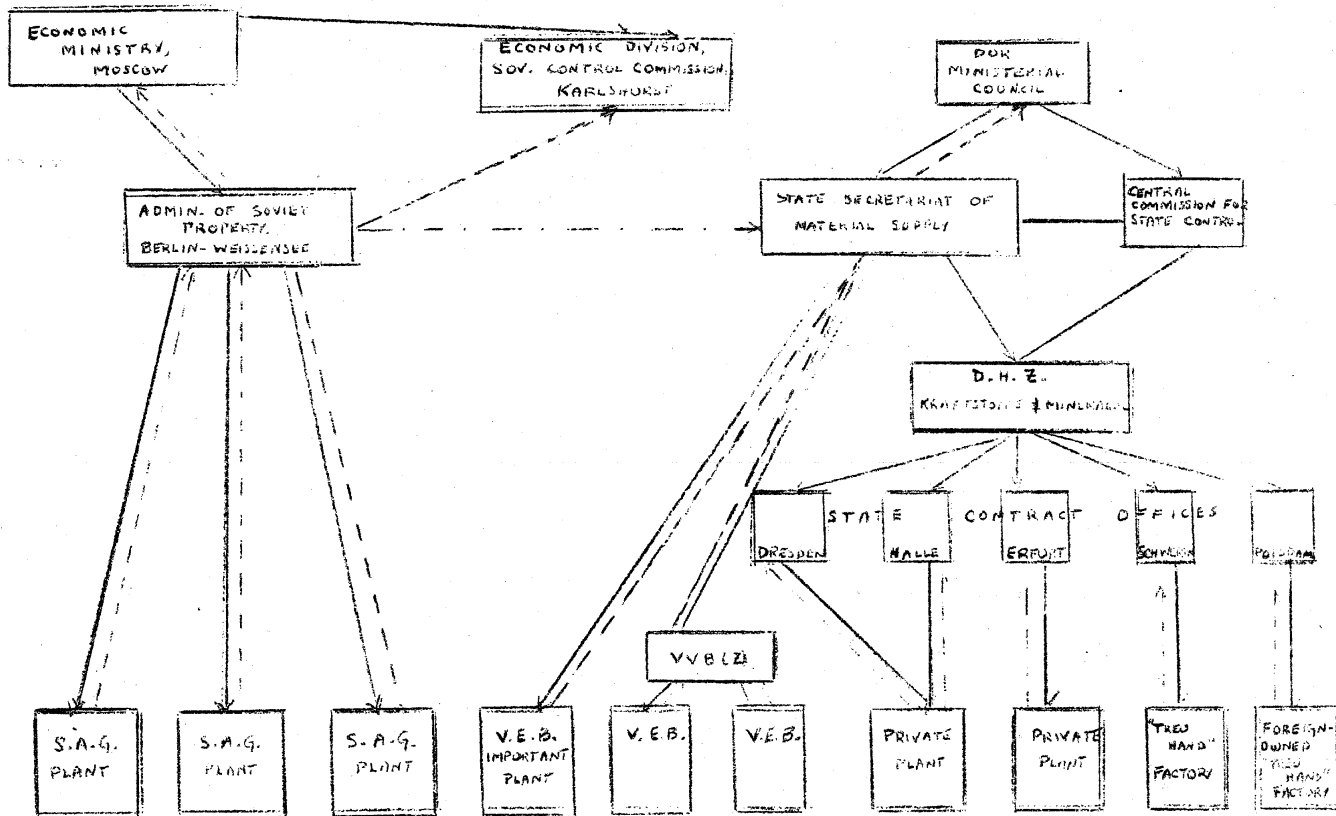 ECONOMIC
MINISTRY,
MOSCOW
ECONOMIC DIVISION,
SOV. CONTROL COMMISSION,
KARLSHORST
DDR
MINISTERIAL
COUNCIL
ADMIN. OF SOVIET
PROPERTY
BERLIN-WEISSENSEE
STATE SECRETARIAT OF
MATERIAL SUPPLY
CENTRAL
COMMISSION FOR
STATE CONTROL
D.H.Z.
STATE CONTRACT OFFICES
DRESDEN
HALLE
ERFURT
SCHWERIN
POTSDAM
VVB (Z)
S.A.G.
PLANT
S.A.G.
PLANT
S.A.G.
PLANT
V.E.B.
IMPORTANT
PLANT
V.E.B.
V.E.B.
PRIVATE
PLANT
PRIVATE
PLANT
"TREU
HAND"
FACTORY
FOREIGN-
OWNED
"TREU
HAND"
FACTORY